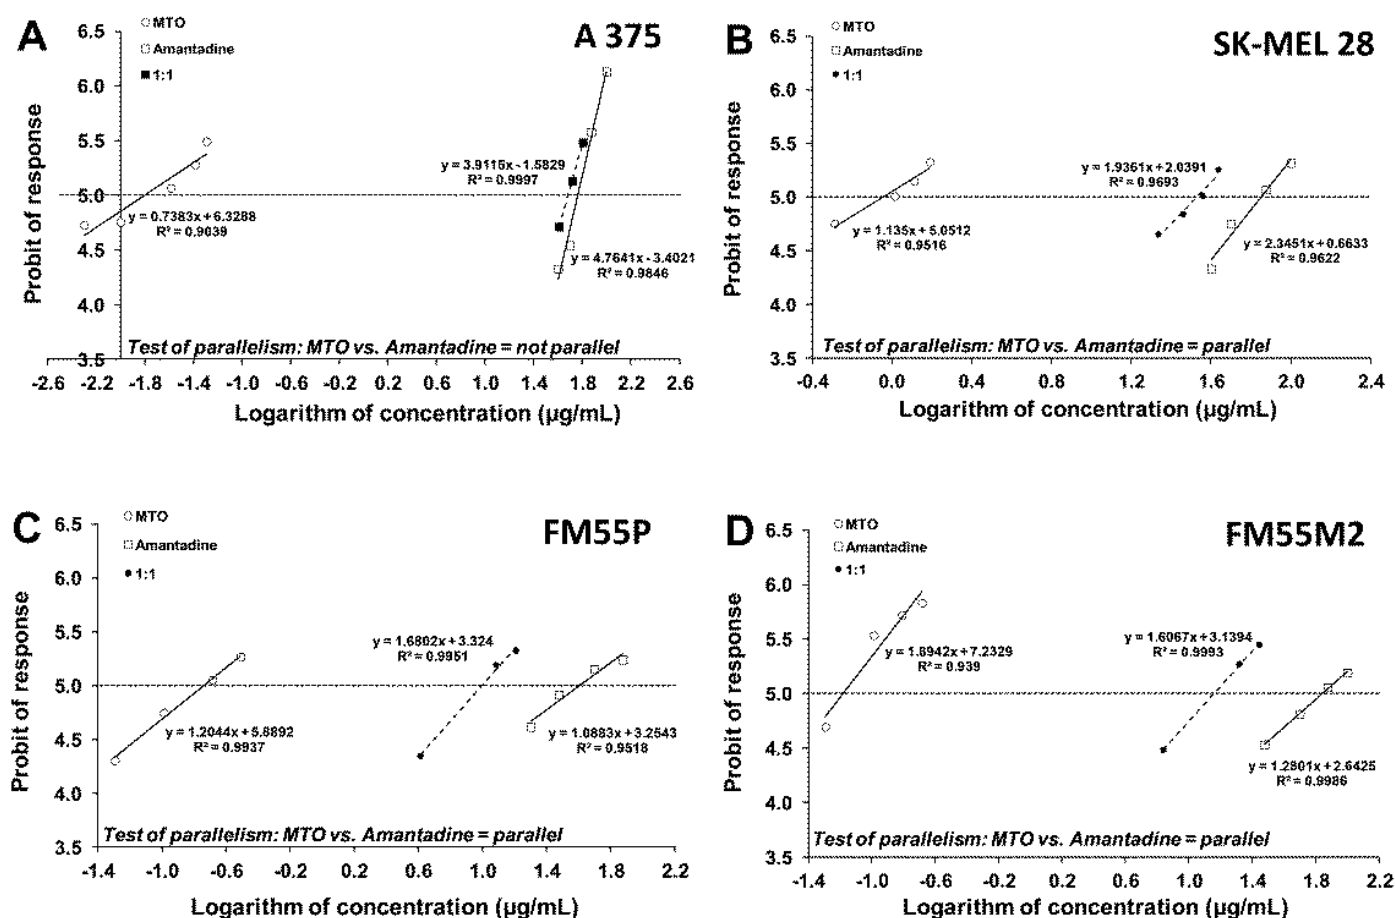 A
A 375
MTO
Amantadine
1:1
Probit of response
6.5
6.0
5.5
5.0
4.5
4.0
3.5
y = 3.9115x - 1.5829
R² = 0.9997
y = 0.7383x + 6.3288
R² = 0.9039
y = 4.7641x - 3.4021
R² = 0.9846
Test of parallelism: MTO vs. Amantadine = not parallel
-2.6 -2.2 -1.8 -1.4 -1.0 -0.6 -0.2 0.2 0.6 1.0 1.4 1.8 2.2 2.6
Logarithm of concentration (µg/mL)
B
SK-MEL 28
MTO
Amantadine
1:1
Probit of response
6.5
6.0
5.5
5.0
4.5
4.0
3.5
y = 1.9361x + 2.0391
R² = 0.9693
y = 1.135x + 5.0512
R² = 0.9516
y = 2.3451x + 0.6633
R² = 0.9622
Test of parallelism: MTO vs. Amantadine = parallel
-0.4 0.0 0.4 0.8 1.2 1.6 2.0 2.4
Logarithm of concentration (µg/mL)
C
FM55P
MTO
Amantadine
1:1
Probit of response
6.5
6.0
5.5
5.0
4.5
4.0
3.5
y = 1.6802x + 3.324
R² = 0.9951
y = 1.2044x + 5.8892
R² = 0.9937
y = 1.0883x + 3.2543
R² = 0.9518
Test of parallelism: MTO vs. Amantadine = parallel
-1.4 -1.0 -0.6 -0.2 0.2 0.6 1.0 1.4 1.8 2.2
Logarithm of concentration (µg/mL)
D
FM55M2
MTO
Amantadine
1:1
Probit of response
6.5
6.0
5.5
5.0
4.5
4.0
3.5
y = 1.6067x + 3.1394
R² = 0.9993
y = 1.8942x + 7.2329
R² = 0.939
y = 1.2801x + 2.6425
R² = 0.9986
Test of parallelism: MTO vs. Amantadine = parallel
-1.4 -1.0 -0.6 -0.2 0.2 0.6 1.0 1.4 1.8 2.2
Logarithm of concentration (µg/mL)